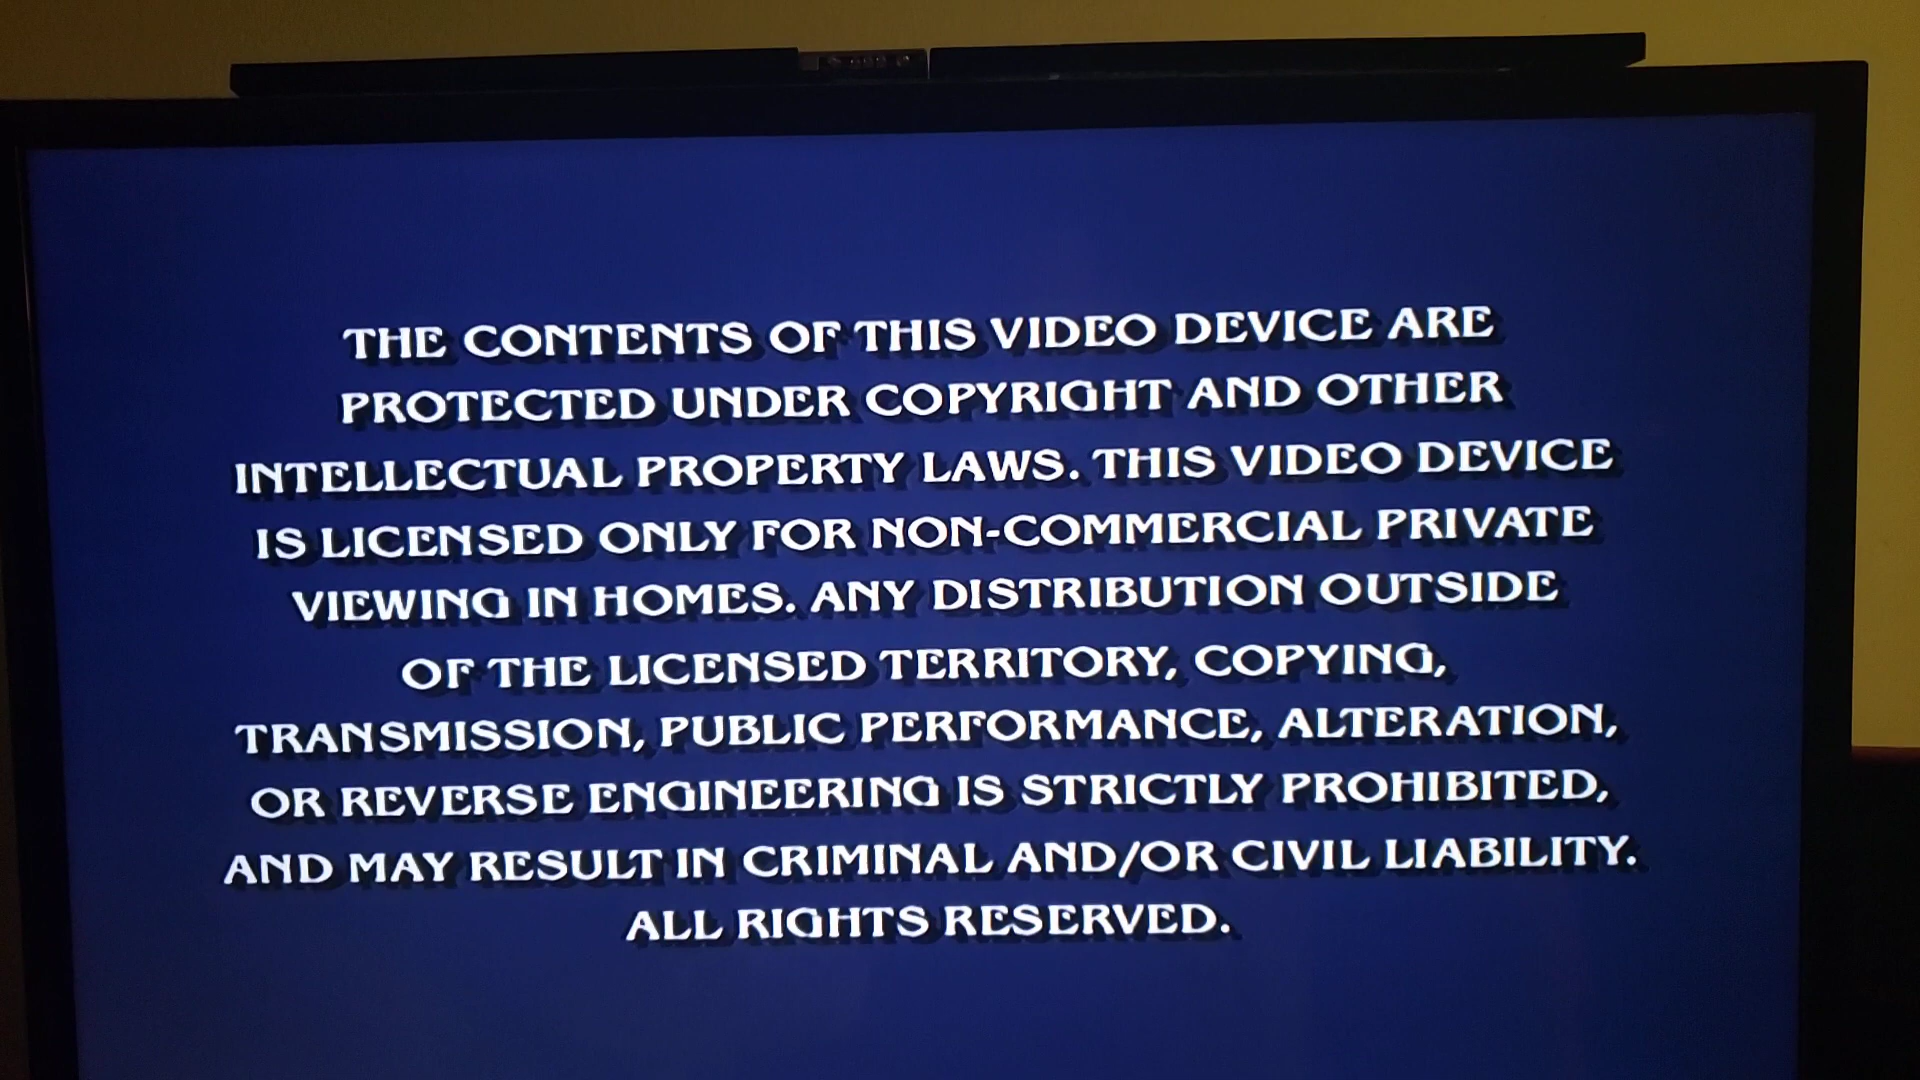 THE CONTENTS OF THIS VIDEO DEVICE ARE
PROTECTED UNDER COPYRIGHT AND OTHER
INTELLECTUAL PROPERTY LAWS. THIS VIDEO DEVICE
IS LICENSED ONLY FOR NON-COMMERCIAL PRIVATE
VIEWING IN HOMES. ANY DISTRIBUTION OUTSIDE
OF THE LICENSED TERRITORY, COPYING,
TRANSMISSION, PUBLIC PERFORMANCE, ALTERATION,
OR REVERSE ENGINEERING IS STRICTLY PROHIBITED,
AND MAY RESULT IN CRIMINAL AND/OR CIVIL LIABILITY.
ALL RIGHTS RESERVED.